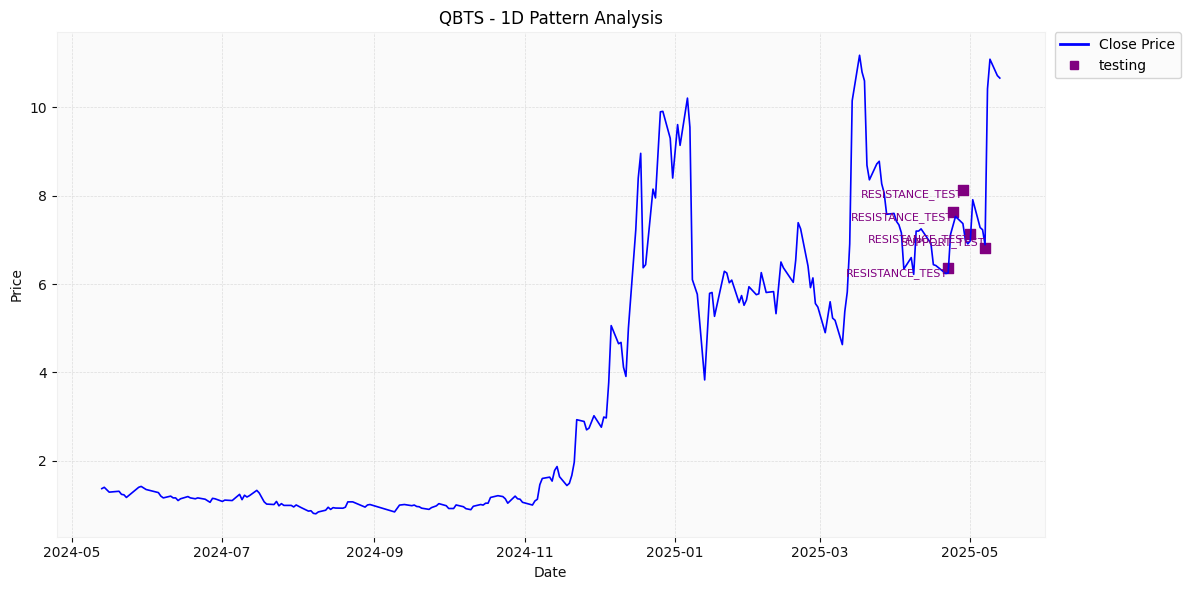 QBTS - 1D Pattern Analysis
Close Price
testing
Price
10
8
6
4
2
RESISTANCE_TEST
RESISTANCE_TEST
RESISTANCE_TEST
SUPPORT_TEST
RESISTANCE_TEST
2024-05
2024-07
2024-09
2024-11
2025-01
2025-03
2025-05
Date